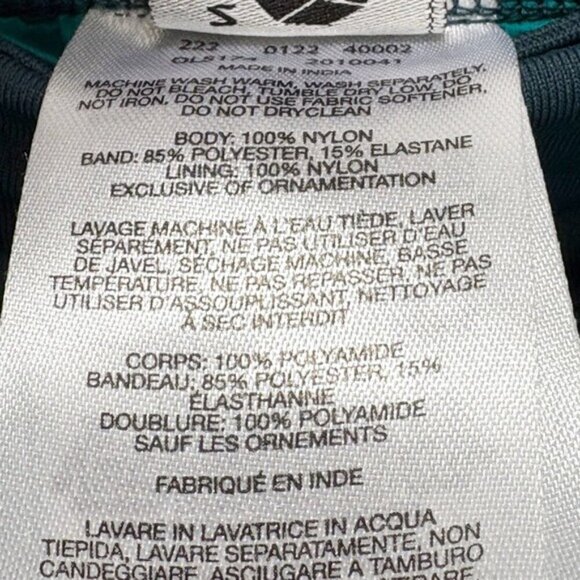 S
222 0122 40002
2010041
MADE IN INDIA
MACHINE WASH WARM, WASH SEPARATELY,
DO NOT BLEACH, TUMBLE DRY LOW, DO
NOT IRON, DO NOT USE FABRIC SOFTENER,
DO NOT DRYCLEAN
BODY: 100% NYLON
BAND: 85% POLYESTER, 15% ELASTANE
LINING: 100% NYLON
EXCLUSIVE OF ORNAMENTATION
LAVAGE MACHINE À L'EAU TIÈDE, LAVER
SÉPAREMENT, NE PAS UTILISER D'EAU
DE JAVEL, SÉCHAGE MACHINE, BASSE
TEMPÉRATURE, NE PAS REPASSER, NE PAS
UTILISER D'ASSOUPLISSANT, NETTOYAGE
À SEC INTERDIT
CORPS: 100% POLYAMIDE
BANDEAU: 85% POLYESTER, 15%
ÉLASTHANNE
DOUBLURE: 100% POLYAMIDE
SAUF LES ORNEMENTS
FABRIQUÉ EN INDE
LAVARE IN LAVATRICE IN ACQUA
TIEPIDA, LAVARE SEPARATAMENTE, NON
CANDEGGIARE, ASCIUGARE A TAMBURO